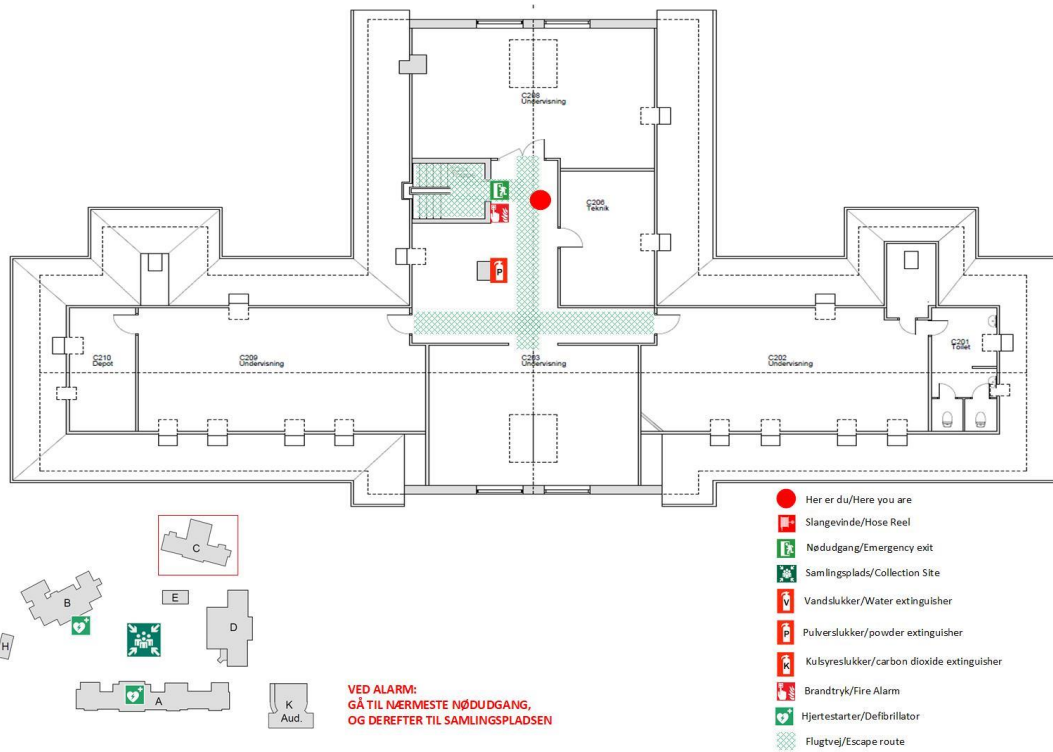 C208
Undervisning
C206
Teknik
P
C210
Depot
C209
Undervisning
C203
Undervisning
C202
Undervisning
C201
Toilet
Her er du/Here you are
Slangevinde/Hose Reel
Nødudgang/Emergency exit
Samlingsplads/Collection Site
V
Vandslukker/Water extinguisher
P
Pulverslukker/powder extinguisher
K
Kulsyreslukker/carbon dioxide extinguisher
Brandtryk/Fire Alarm
Hjertestarter/Defibrillator
Flugtvej/Escape route
C
B
E
D
H
A
K
Aud.
VED ALARM:
GÅ TIL NÆRMESTE NØDUDGANG,
OG DEREFTER TIL SAMLINGSPLADSEN